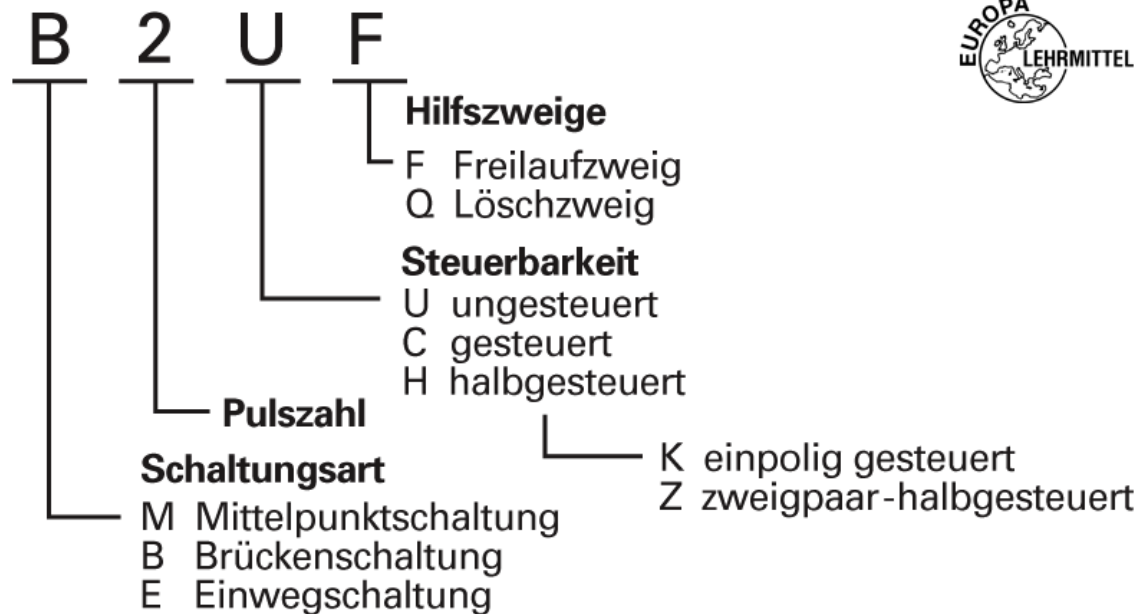 B 2 U F
EUROPA
LEHRMITTEL
Hilfszweige
F Freilaufzweig
Q Löschzweig
Steuerbarkeit
U ungesteuert
C gesteuert
H halbgesteuert
Pulszahl
K einpolig gesteuert
Z zweigpaar-halbgesteuert
Schaltungsart
M Mittelpunktschaltung
B Brückenschaltung
E Einwegschaltung